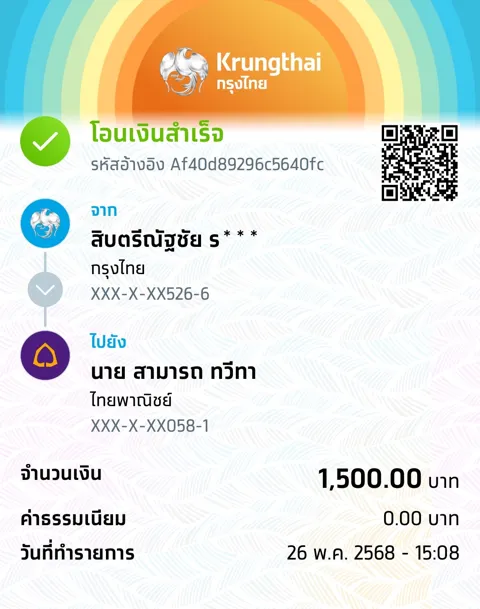 Krungthai
กรุงไทย
โอนเงินสำเร็จ
รหัสอ้างอิง Af40d89296c5640fc
จาก
สิบตรีณัฐชัย ร***
กรุงไทย
XXX-X-XX526-6
ไปยัง
นาย สามารถ ทวีทา
ไทยพาณิชย์
XXX-X-XX058-1
จำนวนเงิน 1,500.00 บาท
ค่าธรรมเนียม 0.00 บาท
วันที่ทำรายการ 26 พ.ค. 2568 - 15:08